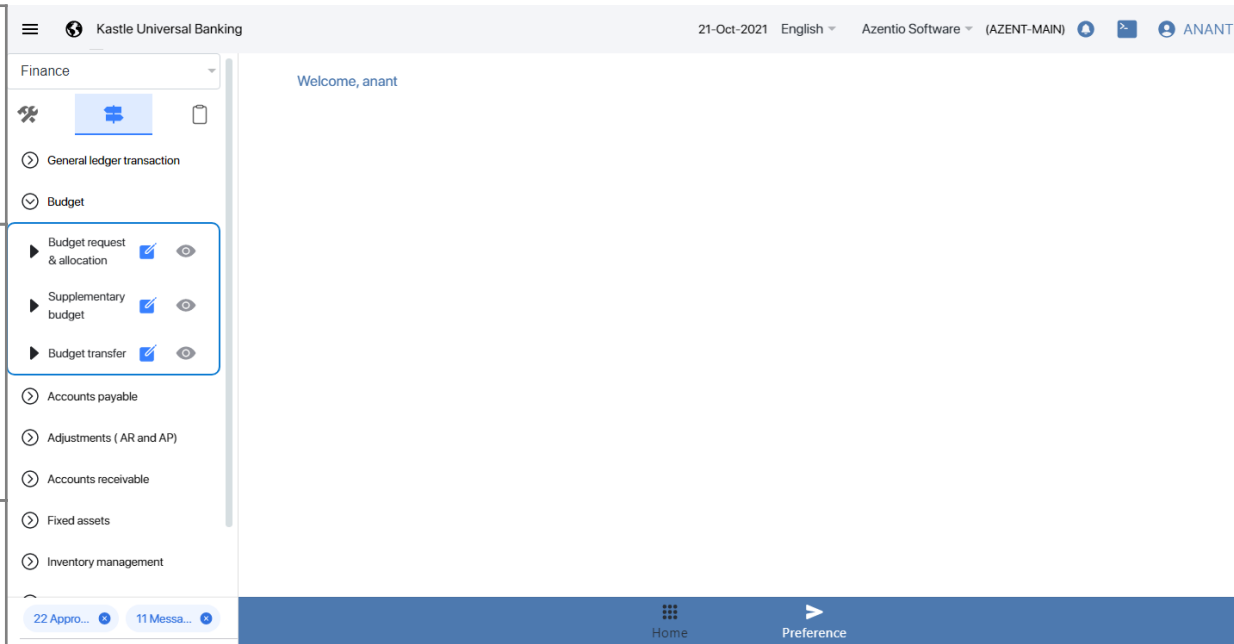 Kastle Universal Banking
21-Oct-2021 English Azentio Software (AZENT-MAIN) >_ ANANT
Finance
Welcome, anant
General ledger transaction
Budget
Budget request
& allocation
Supplementary
budget
Budget transfer
Accounts payable
Adjustments ( AR and AP)
Accounts receivable
Fixed assets
Inventory management
22 Appro...
11 Messa...
Home
Preference